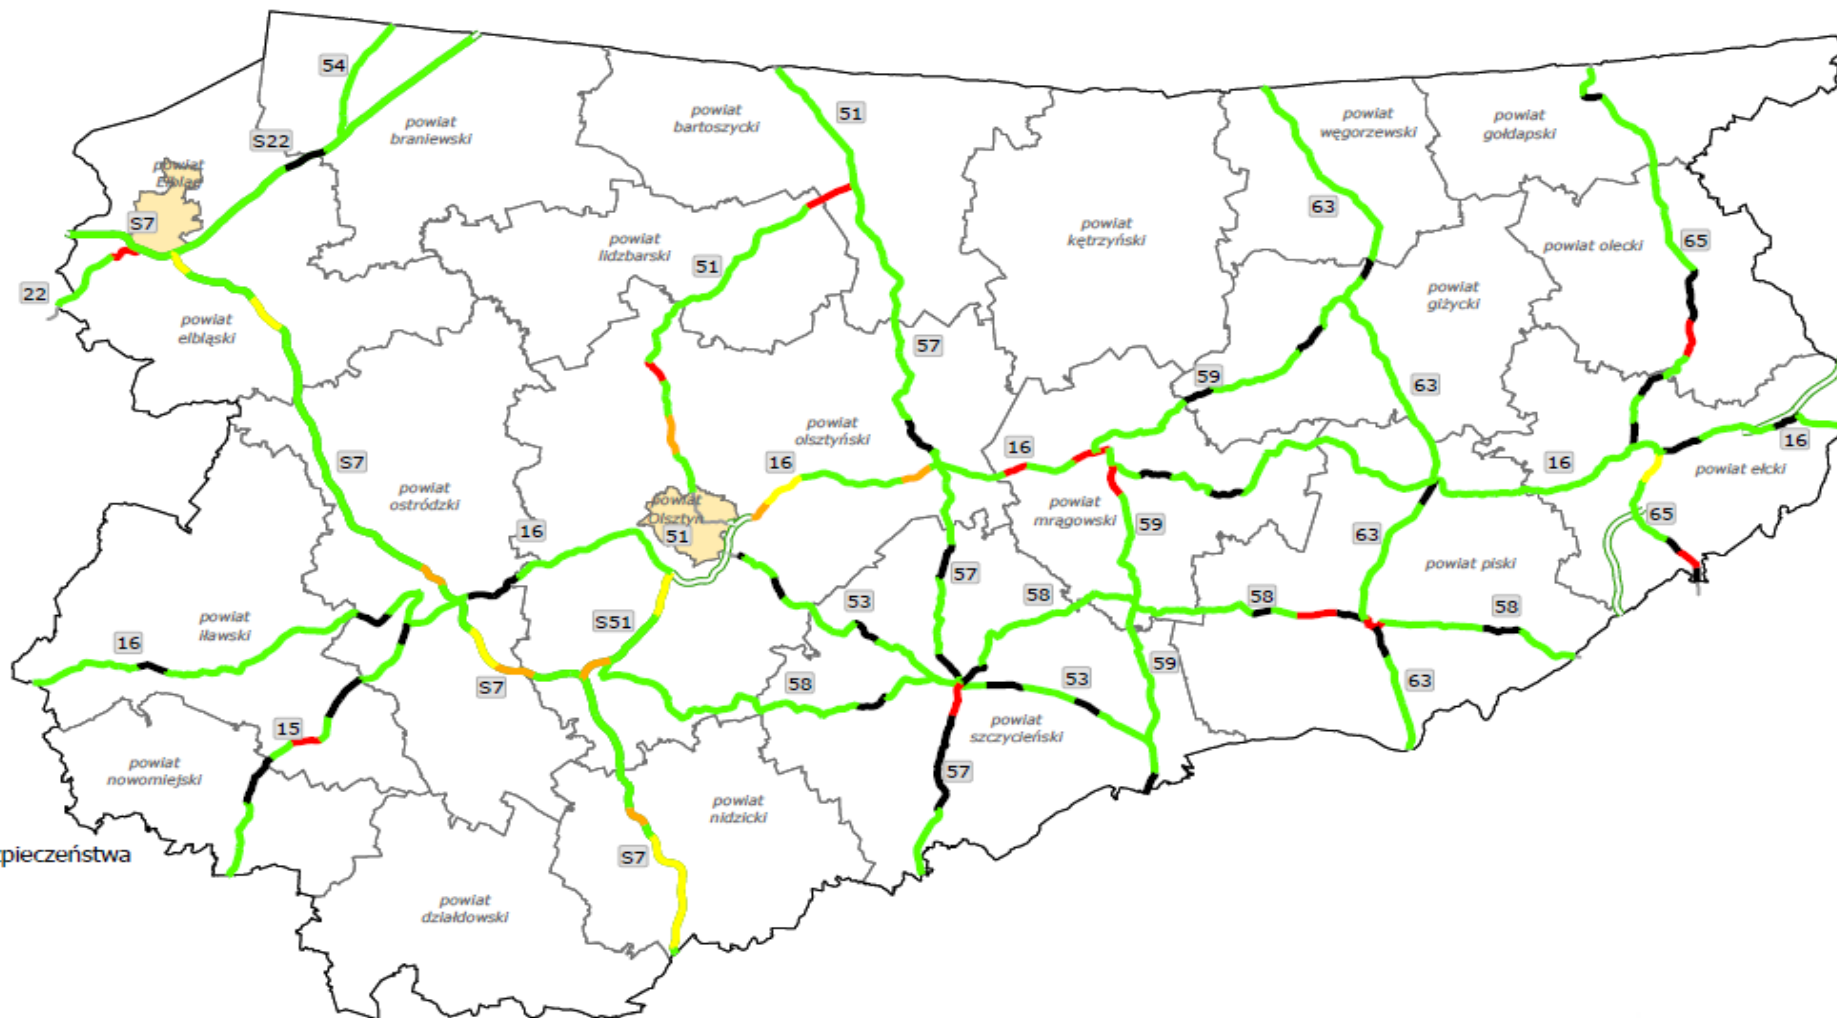 54
S22
powiat
braniewski
powiat
bartoszycki
51
powiat
węgorzewski
powiat
gołdapski
powiat
Elbląg
S7
22
powiat
elbląski
powiat
lidzbarski
51
powiat
kętrzyński
63
powiat olecki
65
powiat
giżycki
57
59
63
powiat
olsztyński
S7
powiat
ostródzki
16
16
16
16
powiat ełcki
powiat
Olsztyn
51
16
powiat
mrągowski
59
63
65
powiat piski
57
58
58
58
53
S51
powiat
iławski
16
59
58
53
63
S7
15
powiat
szczycieński
powiat
nowomiejski
57
powiat
nidzicki
S7
pieczeństwa
powiat
działdowski